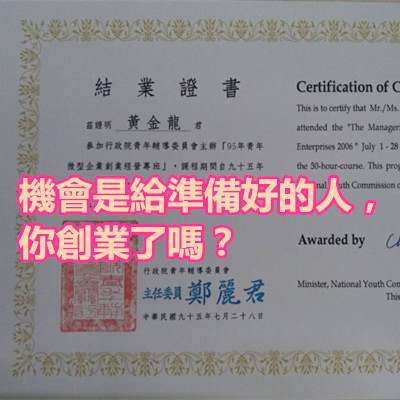 結業證書
茲證明 黃金龍 君
參加行政院青年輔導委員會主辦「95年青年
微型企業創業經營專班」,課程期間自九十五年
機會是給準備好的人,
你創業了嗎?
行政院青年輔導委員會
主任委員 鄭麗君
中華民國九十五年七月二十八日
Certification of C
This is to certify that Mr./Ms.
attended the "The Managem
Enterprises 2006 " July 1 - 28
the 50-hour-course. This prog
tional Youth Commission o
Awarded by
Minister, National Youth Com
This